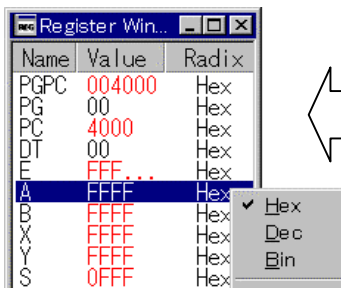 REG Register Win...
Name Value Radix
PGPC 004000 Hex
PG 00 Hex
PC 4000 Hex
DT 00 Hex
E FFF... Hex
A FFFF Hex
B FFFF Hex
X FFFF Hex
Y FFFF Hex
S 0FFF Hex
Hex
Dec
Bin